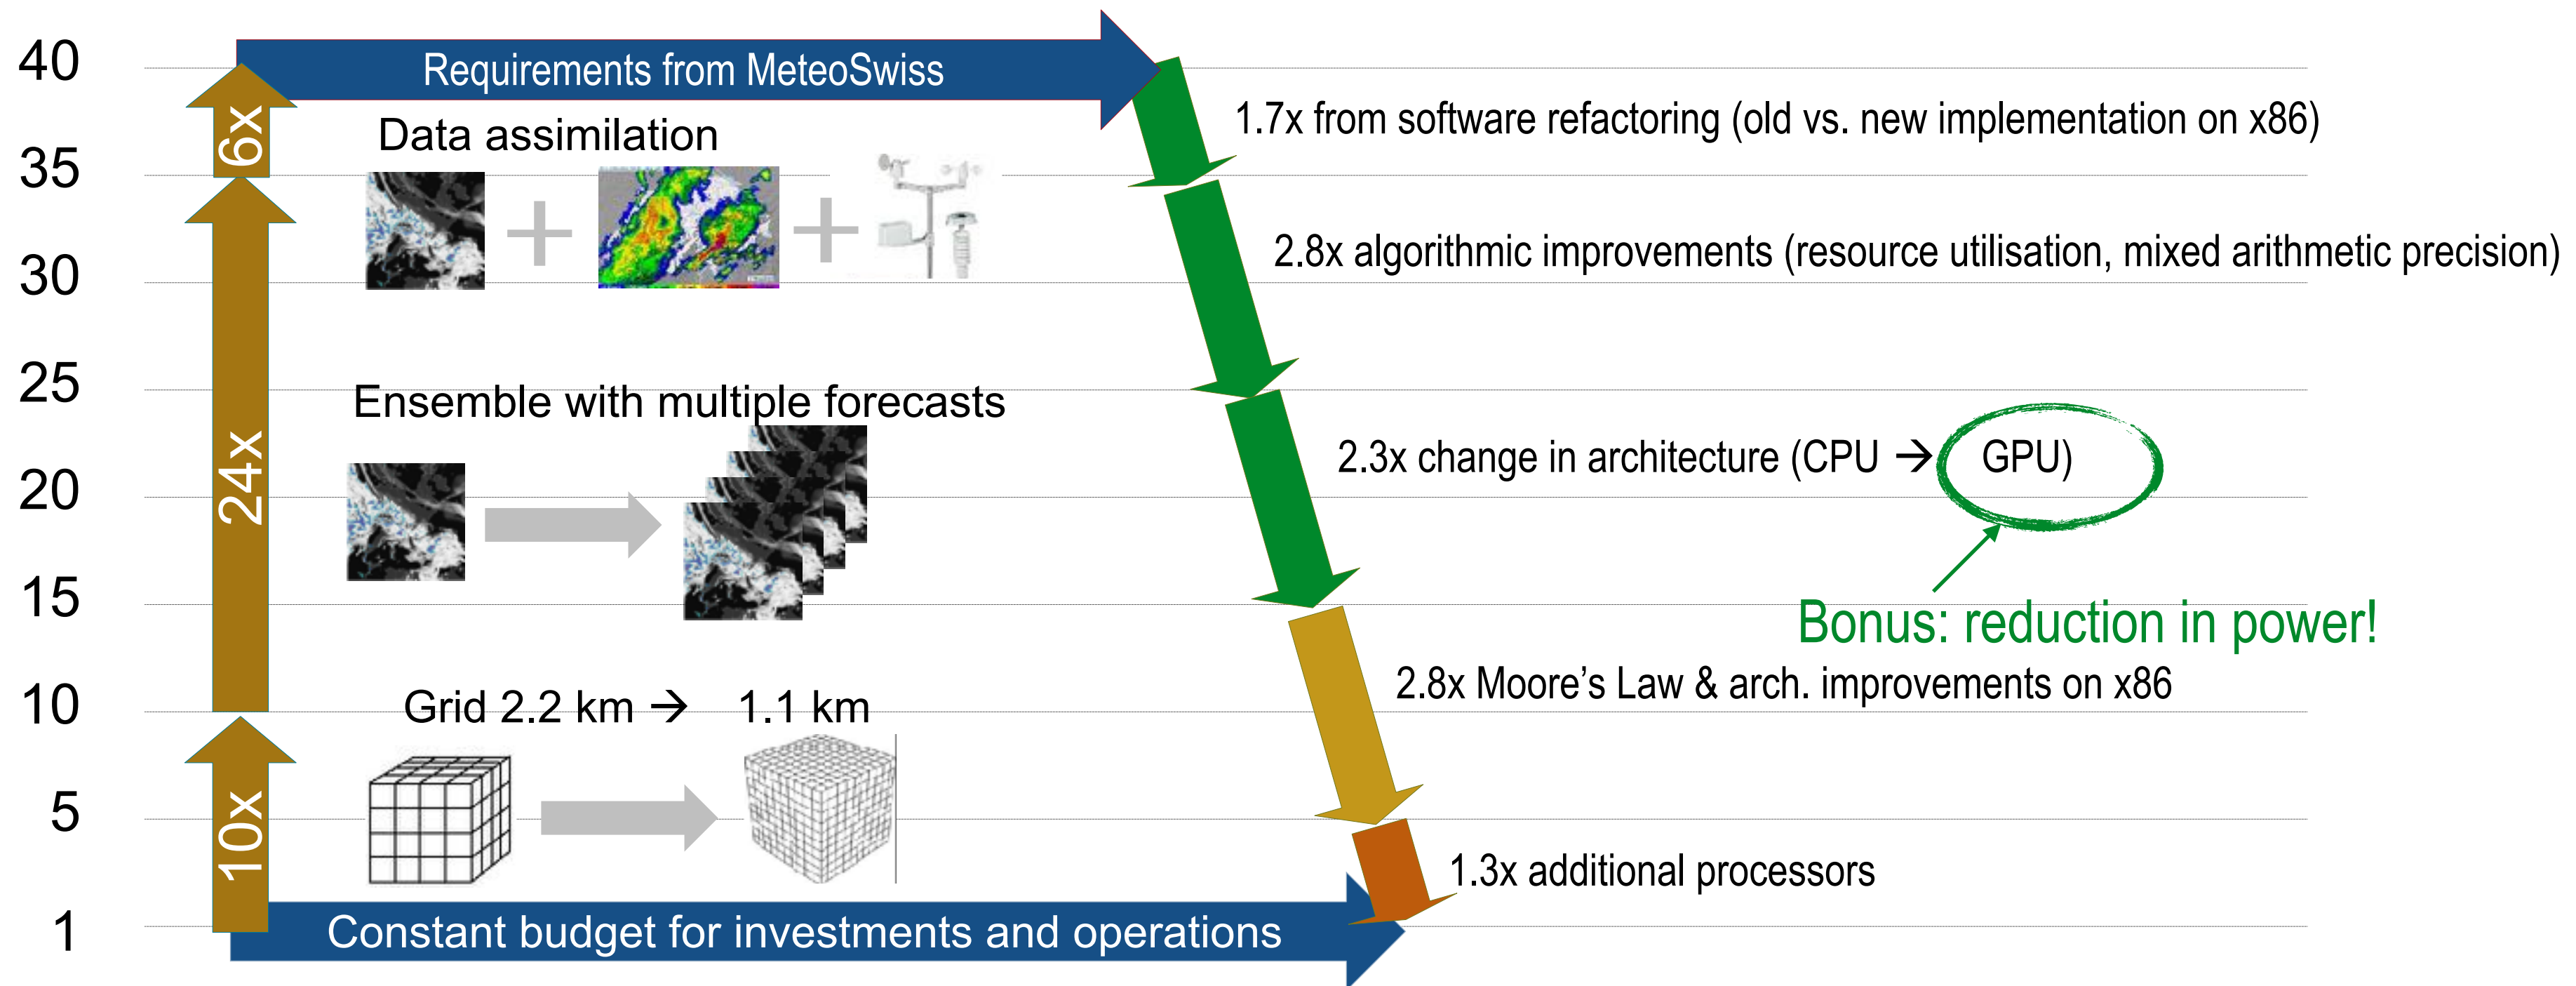 40
35
30
25
20
15
10
5
1
6x
24x
10x
Requirements from MeteoSwiss
Data assimilation
Ensemble with multiple forecasts
Grid 2.2 km → 1.1 km
Constant budget for investments and operations
1.7x from software refactoring (old vs. new implementation on x86)
2.8x algorithmic improvements (resource utilisation, mixed arithmetic precision)
2.3x change in architecture (CPU → GPU)
Bonus: reduction in power!
2.8x Moore’s Law & arch. improvements on x86
1.3x additional processors